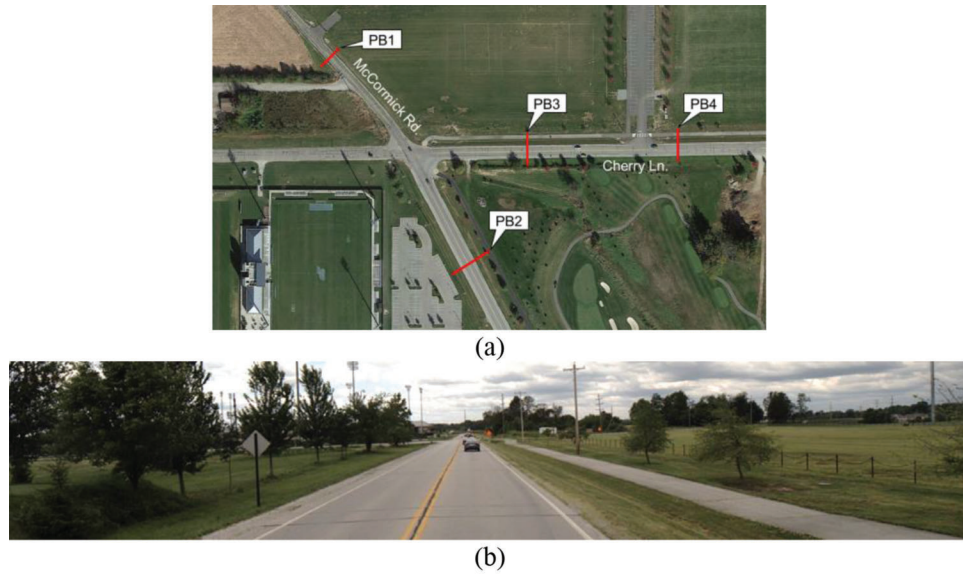 PB1
McCormick Rd.
PB3
PB4
Cherry Ln.
PB2
(a)
(b)